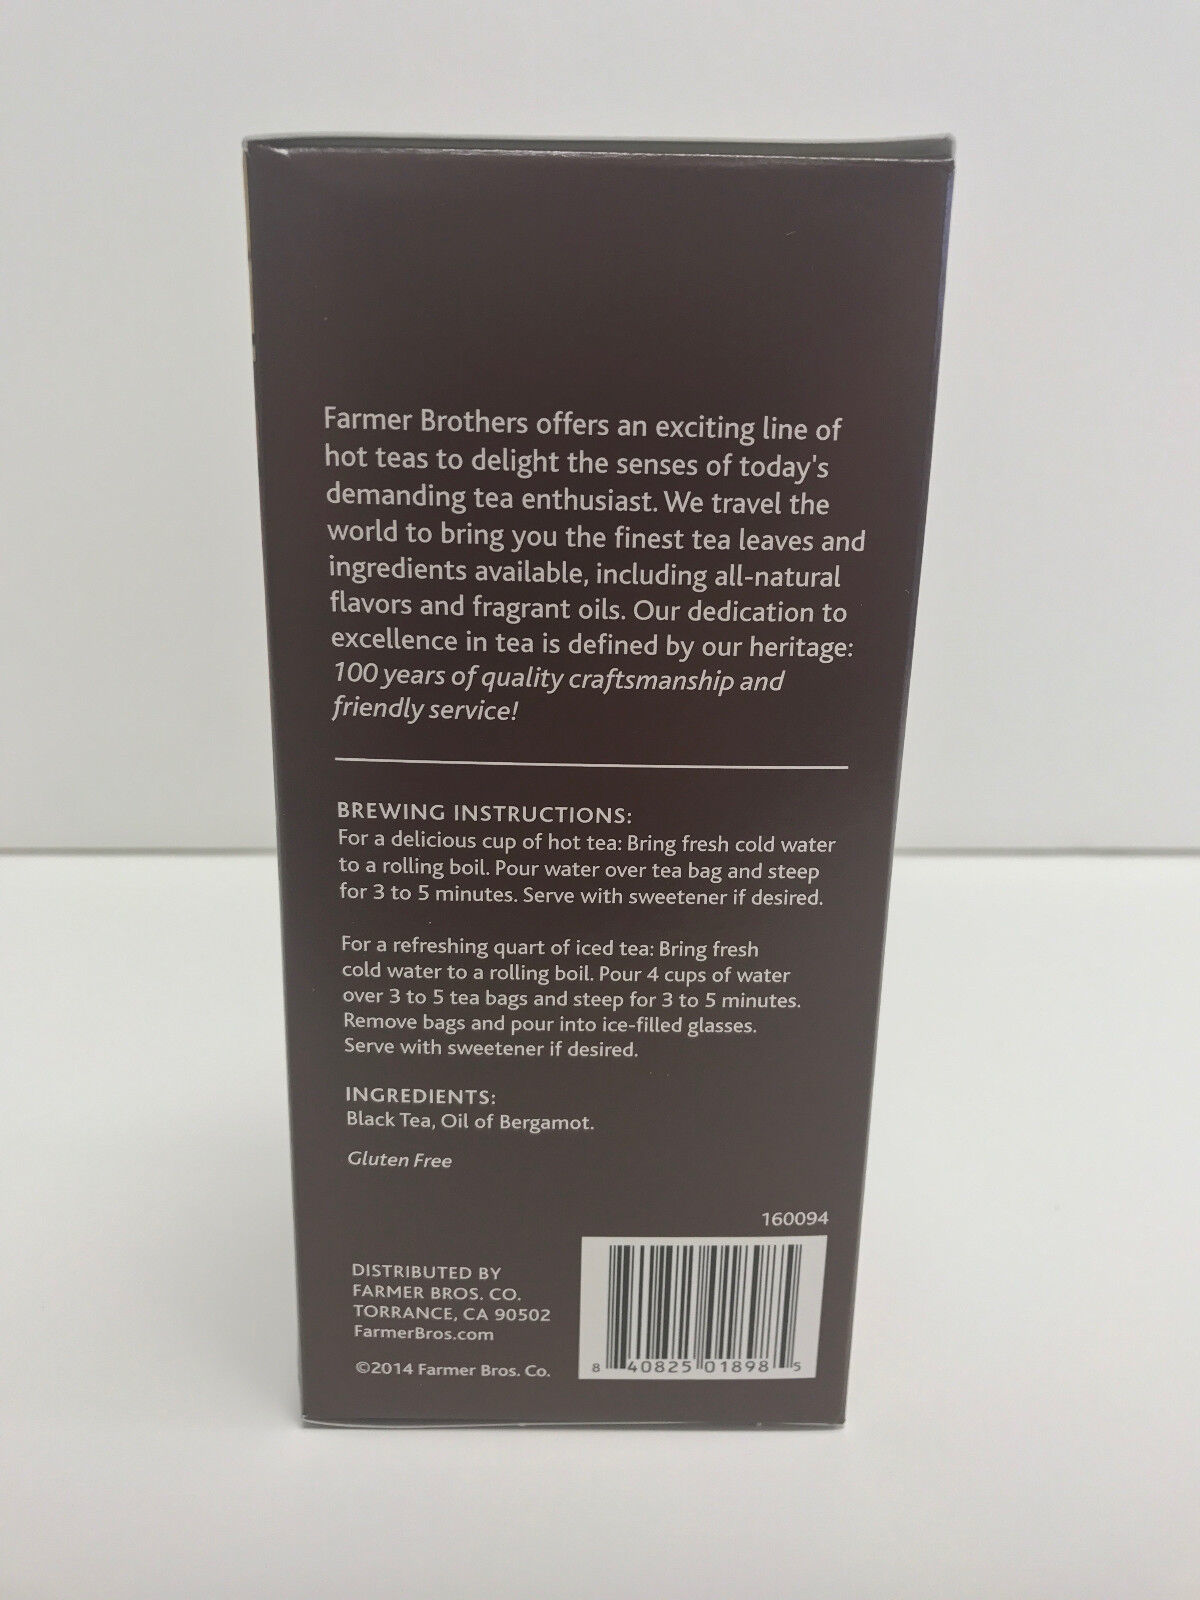 Farmer Brothers offers an exciting line of
hot teas to delight the senses of today's
demanding tea enthusiast. We travel the
world to bring you the finest tea leaves and
ingredients available, including all-natural
flavors and fragrant oils. Our dedication to
excellence in tea is defined by our heritage:
100 years of quality craftsmanship and
friendly service!
BREWING INSTRUCTIONS:
For a delicious cup of hot tea: Bring fresh cold water
to a rolling boil. Pour water over tea bag and steep
for 3 to 5 minutes. Serve with sweetener if desired.
For a refreshing quart of iced tea: Bring fresh
cold water to a rolling boil. Pour 4 cups of water
over 3 to 5 tea bags and steep for 3 to 5 minutes.
Remove bags and pour into ice-filled glasses.
Serve with sweetener if desired.
INGREDIENTS:
Black Tea, Oil of Bergamot.
Gluten Free
160094
DISTRIBUTED BY
FARMER BROS. CO.
TORRANCE, CA 90502
FarmerBros.com
©2014 Farmer Bros. Co.
8 40825 01898 5